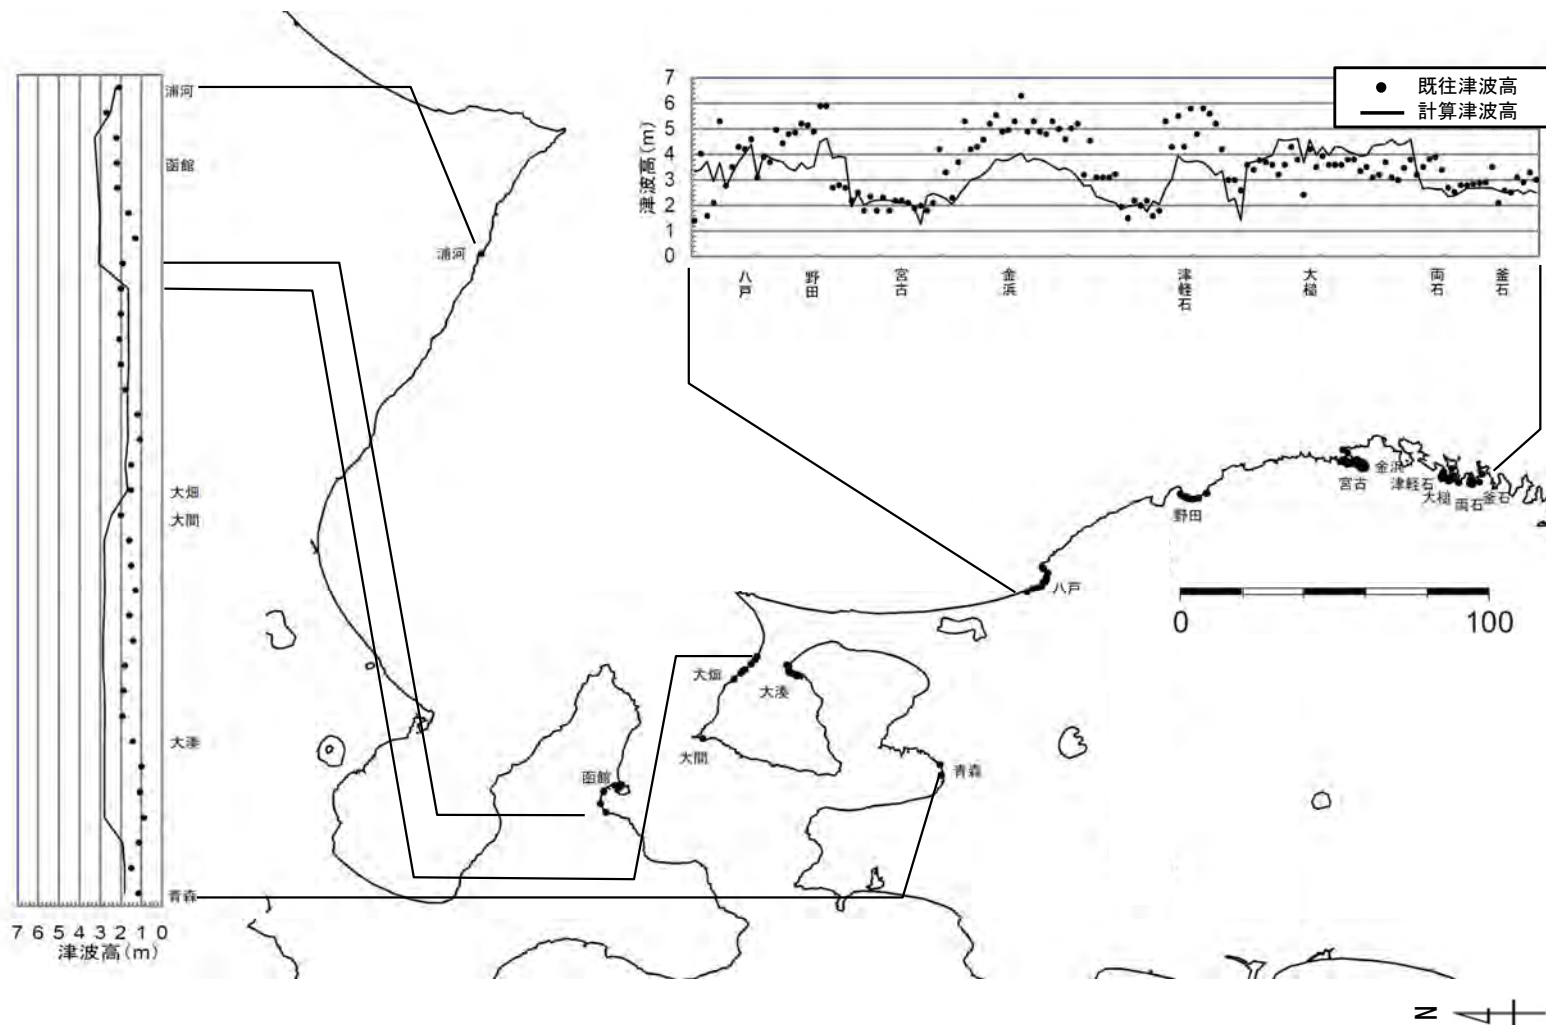 既往津波高
計算津波高
7
6
5
4
3
2
1
0
津波高(m)
八戸
野田
宮古
金浜
津軽石
大槌
両石
釜石
浦河
函館
大畑
大間
大湊
青森
7 6 5 4 3 2 1 0
津波高(m)
浦河
函館
大畑
大湊
大間
青森
八戸
野田
宮古
金浜
津軽石
大槌
両石
釜石
0 100
N